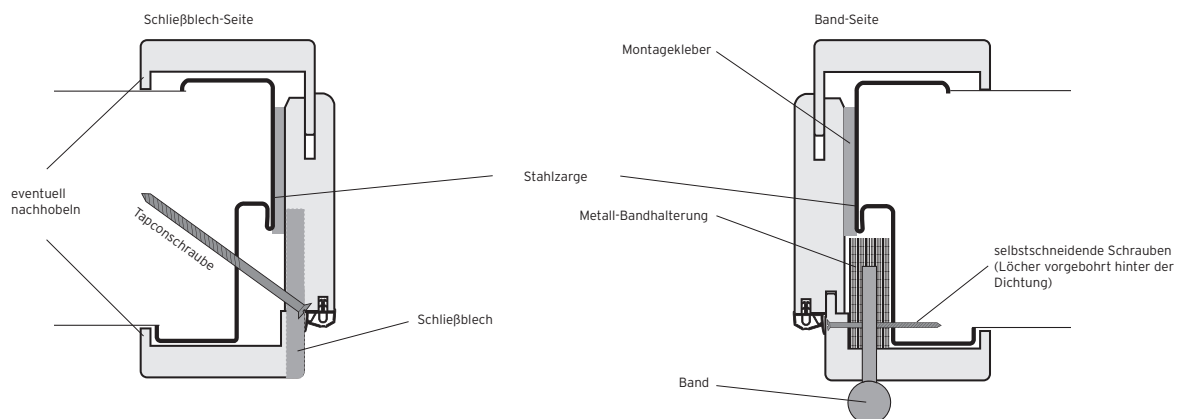 Schließblech-Seite
Band-Seite
Montagekleber
Stahlzarge
eventuell
nachhobeln
Tapconschraube
Metall-Bandhalterung
selbstschneidende Schrauben
(Löcher vorgebohrt hinter der
Dichtung)
Schließblech
Band